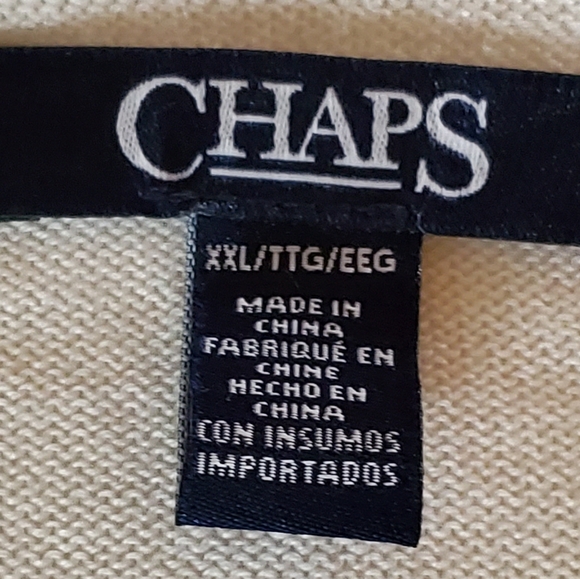 CHAPS
XXL/TTG/EEG
MADE IN
CHINA
FABRIQUÉ EN
CHINE
HECHO EN
CHINA
CON INSUMOS
IMPORTADOS